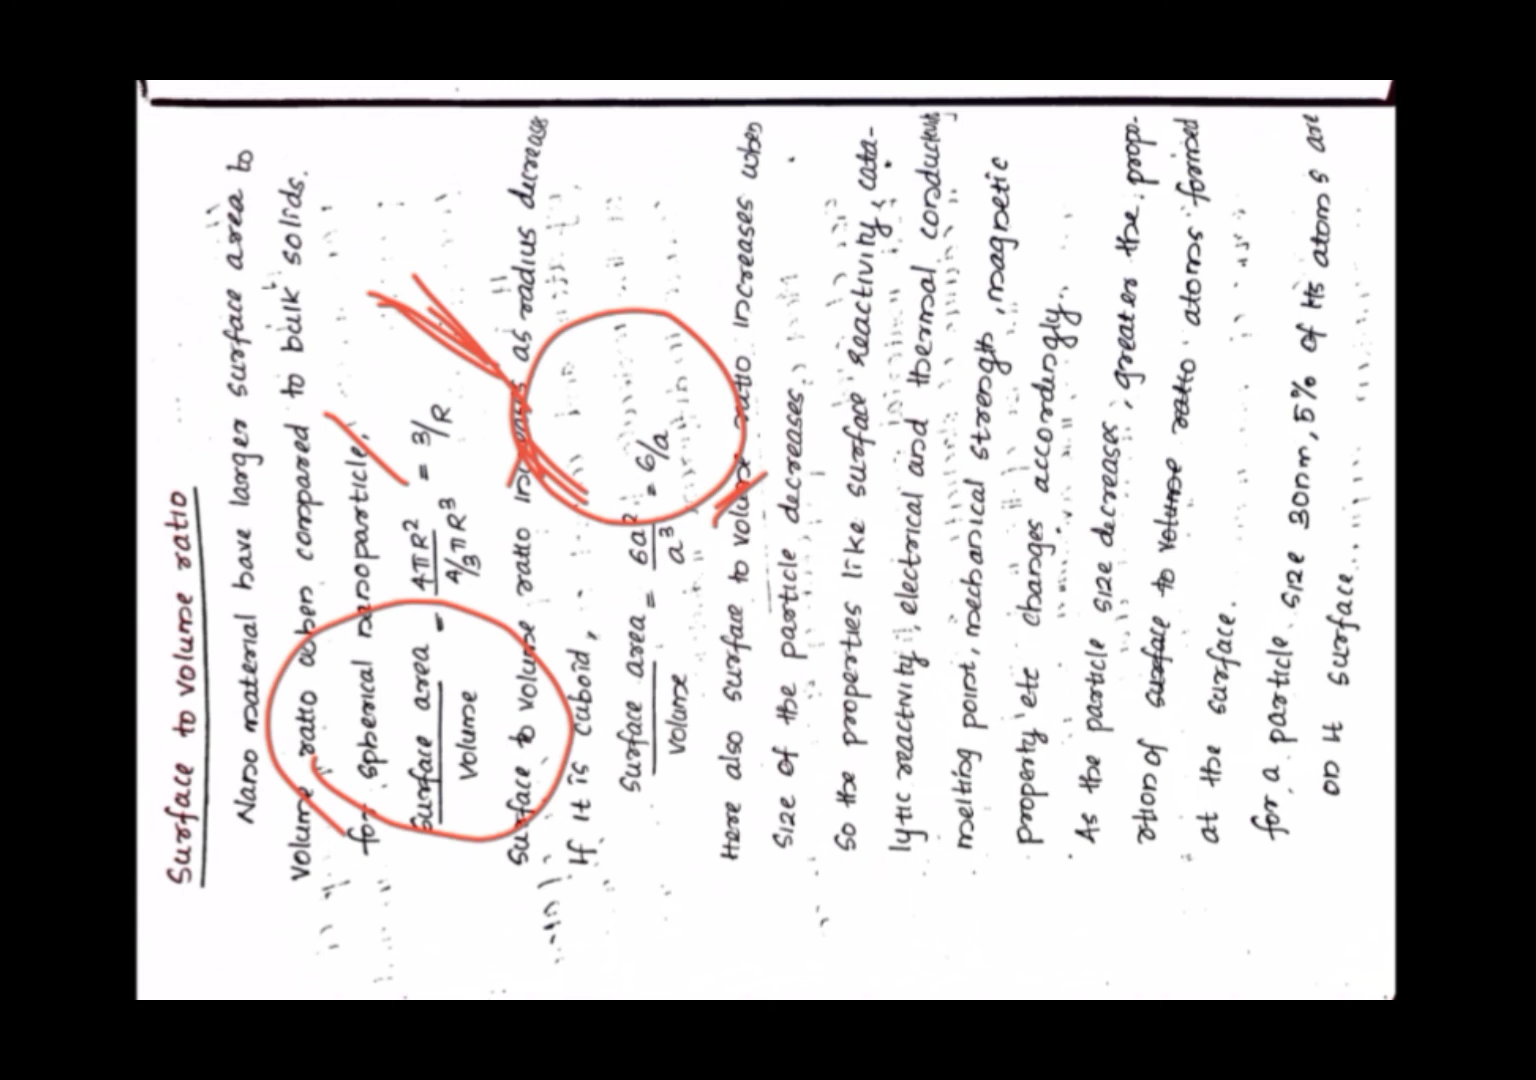 Surface to volume ratio
Nano material have larger surface area to
volume ratio when compared to bulk solids.
for spherical nanoparticle,
Surface area / Volume = 4πR² / 4/3 πR³ = 3/R
Surface to volume ratio increases as radius decrease
If it is cuboid,
Surface area / Volume = 6a² / a³ = 6/a
Here also surface to volume ratio increases when
size of the particle decreases.
So the properties like surface reactivity, cata-
lytic reactivity, electrical and thermal conductivity
melting point, mechanical strength, magnetic
property etc changes accordingly.
As the particle size decreases, greater the propo-
rtion of surface to volume ratio atoms formed
at the surface.
for a particle size 30nm, 5% of its atoms are
on it surface